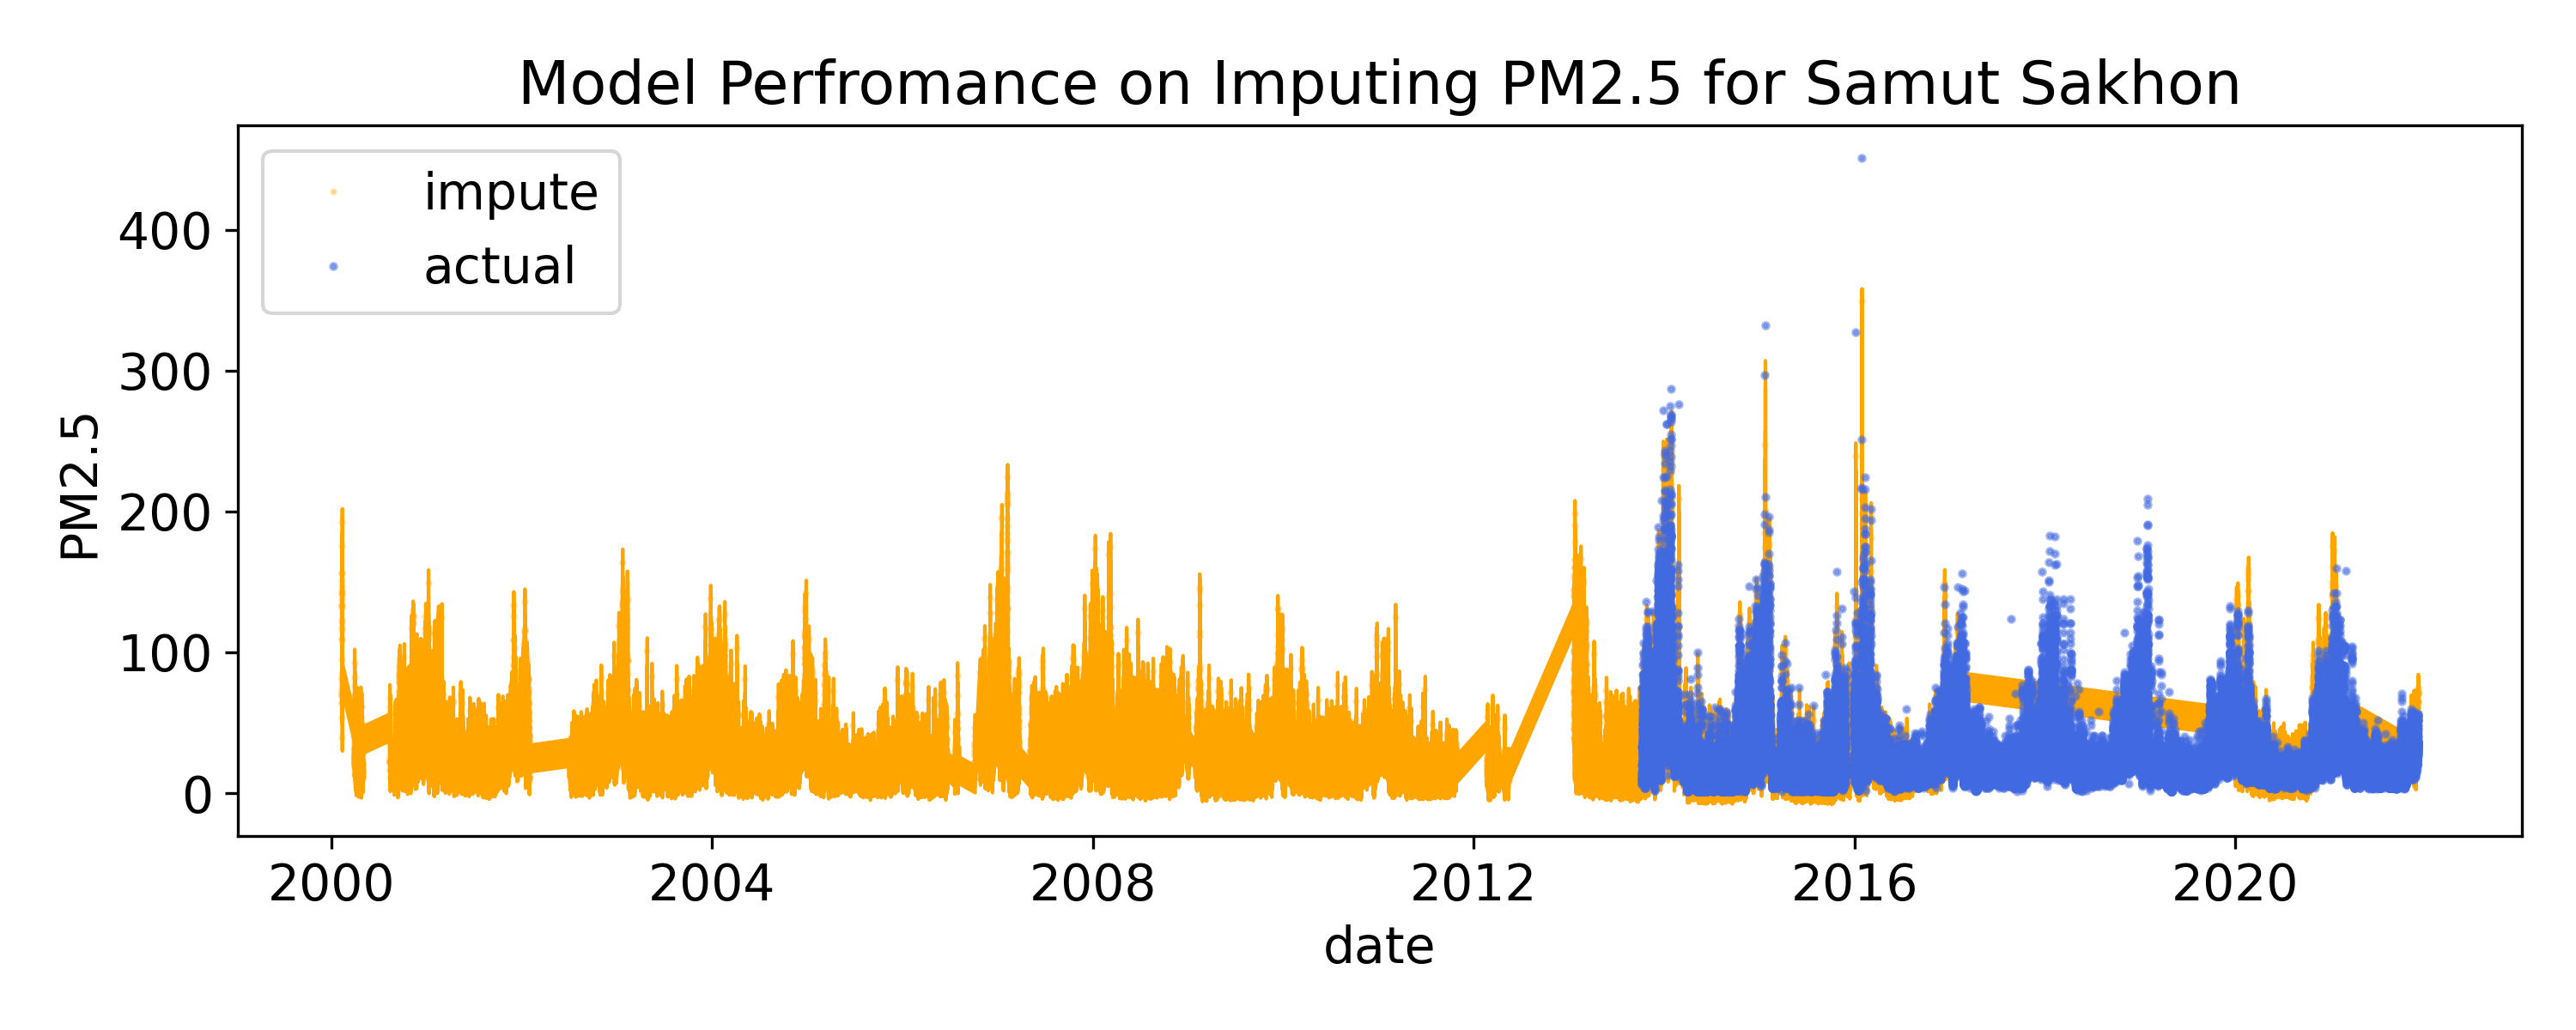 Model Perfromance on Imputing PM2.5 for Samut Sakhon
impute
actual
400
300
200
100
0
PM2.5
2000 2004 2008 2012 2016 2020
date